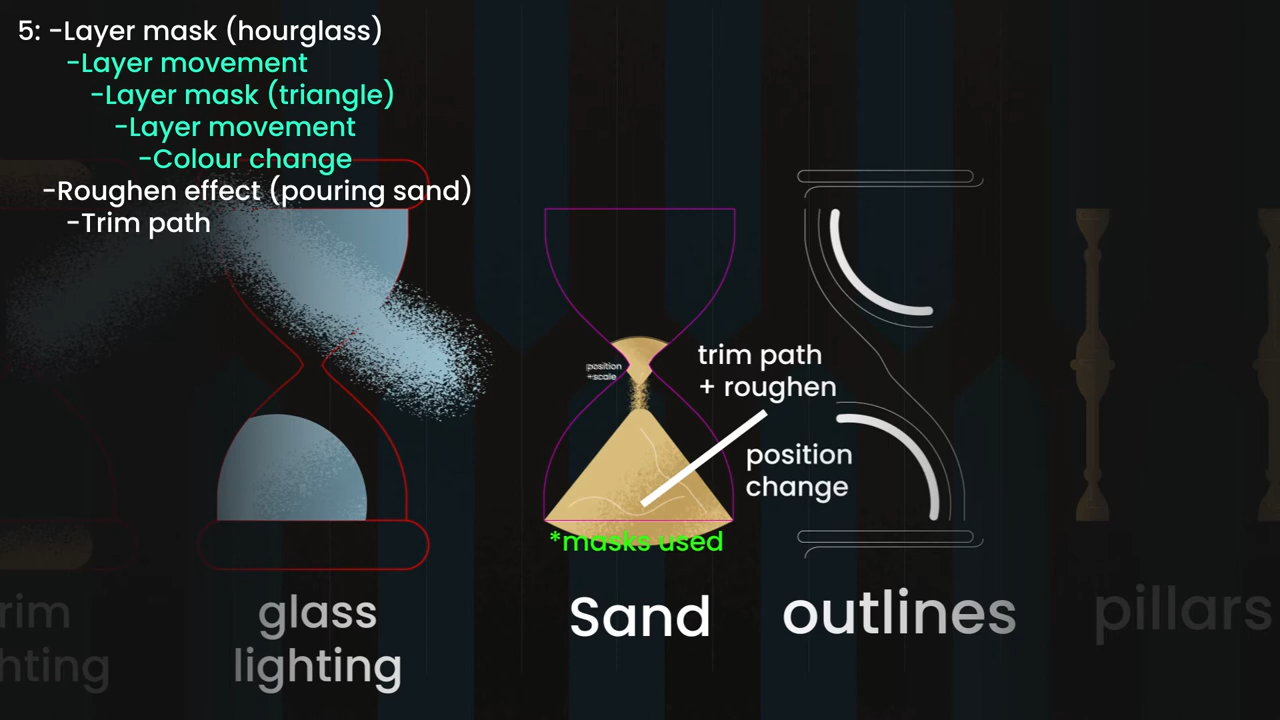 5: -Layer mask (hourglass)
-Layer movement
-Layer mask (triangle)
-Layer movement
-Colour change
-Roughen effect (pouring sand)
-Trim path
position
+scale
trim path
+ roughen
position
change
*masks used
rim
hting
glass
lighting
Sand
outlines
pillars